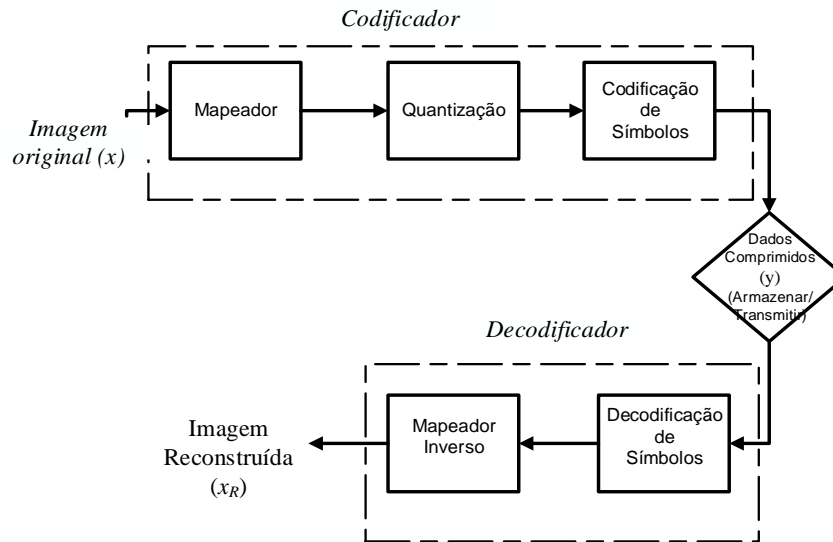 Codificador
Mapeador
Quantização
Codificação
de
Símbolos
Imagem
original (x)
Dados
Comprimidos
(y)
(Armazenar/
Transmitir)
Decodificador
Decodificação
de
Símbolos
Mapeador
Inverso
Imagem
Reconstruída
(xR)